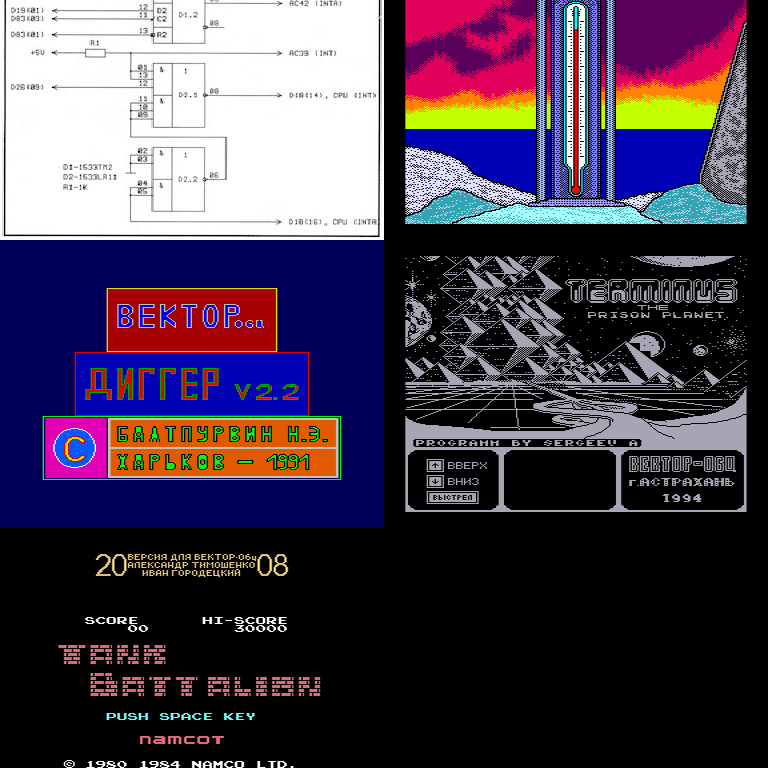 AC42 (INTA)
D19(01)
12
D2
D83(03)
11
C2
D1.2
08
D83(01)
13
R2
R1
+5V
AC39 (INT)
01
13
12
&
1
D26(09)
11
10
09
&
D2.1
08
D18(14), CPU (INT)
02
03
&
1
D1-1533TM2
D2-1533LR11
R1-1K
04
05
&
D2.2
06
D18(16), CPU (INTA
ВЕКТОР06Ц
ДИГГЕР V2.2
C
БАЛТПУРВИН Н.Э.
ХАРЬКОВ — 1991
TERMINUS
THE
PRISON PLANET
PROGRAMM BY SERGEEV A
ВВЕРХ
ВНИЗ
ВЫСТРЕЛ
ВЕКТОР-06Ц
г.АСТРАХАНЬ
1994
20 ВЕРСИЯ ДЛЯ ВЕКТОР-06ц 08
АЛЕКСАНДР ТИМОШЕНКО
ИВАН ГОРОДЕЦКИЙ
SCORE HI-SCORE
00 30000
TANK
BATTALION
PUSH SPACE KEY
namcot
© 1980 1984 NAMCO LTD.